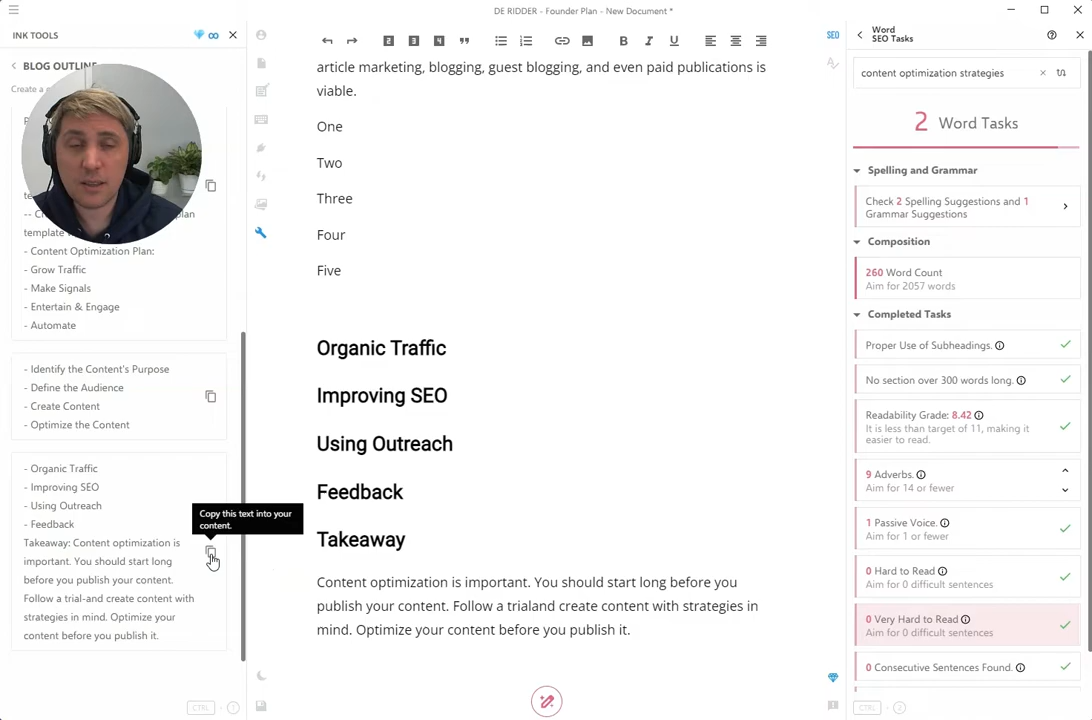 DE RIDDER - Founder Plan - New Document *
INK TOOLS
BLOG OUTLINE
Create a
template
- Content Optimization Plan:
- Grow Traffic
- Make Signals
- Entertain & Engage
- Automate
- Identify the Content's Purpose
- Define the Audience
- Create Content
- Optimize the Content
- Organic Traffic
- Improving SEO
- Using Outreach
- Feedback
Takeaway: Content optimization is
important. You should start long
before you publish your content.
Follow a trial-and create content with
strategies in mind. Optimize your
content before you publish it.
Copy this text into your
content.
CTRL 1
2 3 4 B I U
article marketing, blogging, guest blogging, and even paid publications is
viable.
One
Two
Three
Four
Five
Organic Traffic
Improving SEO
Using Outreach
Feedback
Takeaway
Content optimization is important. You should start long before you
publish your content. Follow a trialand create content with strategies in
mind. Optimize your content before you publish it.
SEO
Word
SEO Tasks
content optimization strategies
2 Word Tasks
Spelling and Grammar
Check 2 Spelling Suggestions and 1
Grammar Suggestions
Composition
260 Word Count
Aim for 2057 words
Completed Tasks
Proper Use of Subheadings.
No section over 300 words long.
Readability Grade: 8.42
It is less than target of 11, making it
easier to read.
9 Adverbs.
Aim for 14 or fewer
1 Passive Voice.
Aim for 1 or fewer
0 Hard to Read
Aim for 0 difficult sentences
0 Very Hard to Read
Aim for 0 difficult sentences
0 Consecutive Sentences Found.
CTRL 2